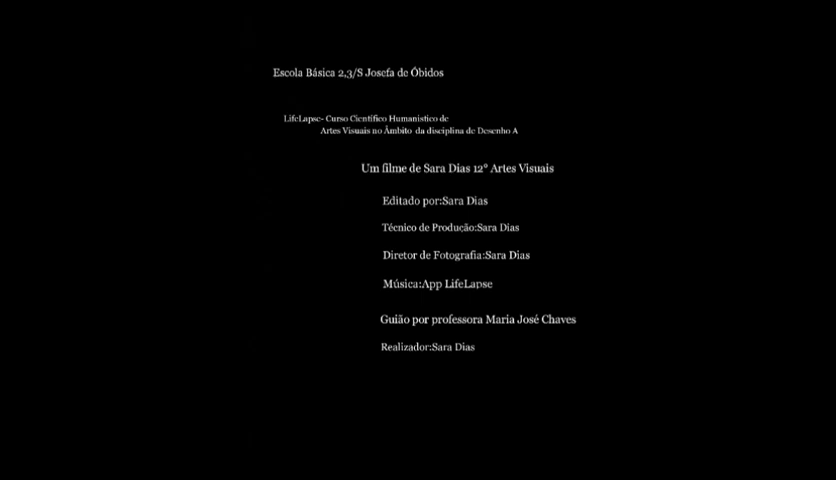 Escola Básica 2,3/S Josefa de Óbidos
LifeLapse- Curso Científico Humanístico de
Artes Visuais no Âmbito da disciplina de Desenho A
Um filme de Sara Dias 12º Artes Visuais
Editado por:Sara Dias
Técnico de Produção:Sara Dias
Diretor de Fotografia:Sara Dias
Música:App LifeLapse
Guião por professora Maria José Chaves
Realizador:Sara Dias